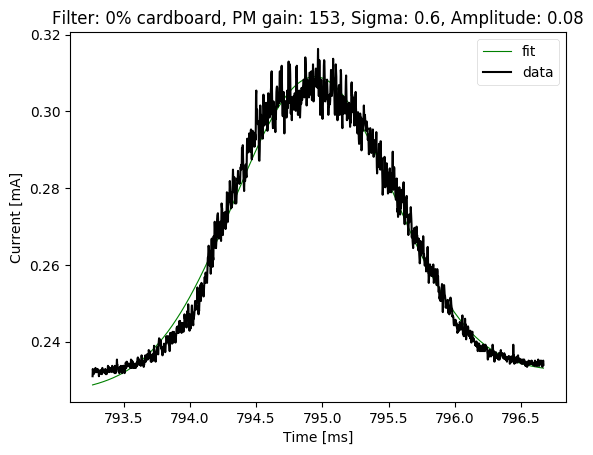 Filter: 0% cardboard, PM gain: 153, Sigma: 0.6, Amplitude: 0.08
fit
data
0.32
0.30
0.28
0.26
0.24
Current [mA]
793.5 794.0 794.5 795.0 795.5 796.0 796.5
Time [ms]